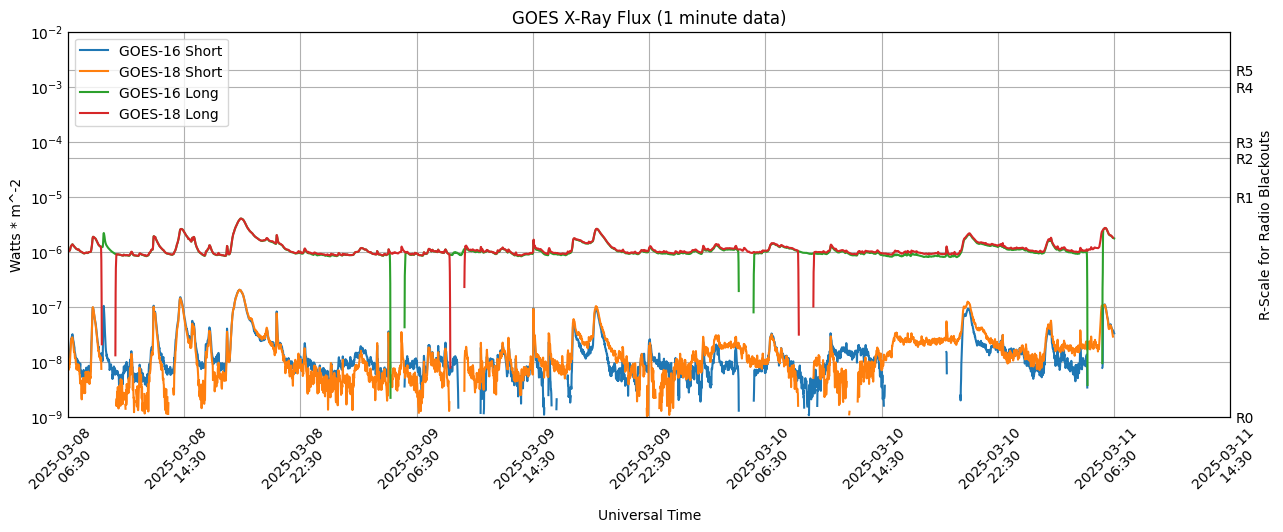 GOES X-Ray Flux (1 minute data)
GOES-16 Short
GOES-18 Short
GOES-16 Long
GOES-18 Long
10^-2
10^-3
10^-4
10^-5
10^-6
10^-7
10^-8
10^-9
Watts * m^-2
R5
R4
R3
R2
R1
R0
R-Scale for Radio Blackouts
2025-03-08
06:30
2025-03-08
14:30
2025-03-08
22:30
2025-03-09
06:30
2025-03-09
14:30
2025-03-09
22:30
2025-03-10
06:30
2025-03-10
14:30
2025-03-10
22:30
2025-03-11
06:30
2025-03-11
14:30
Universal Time